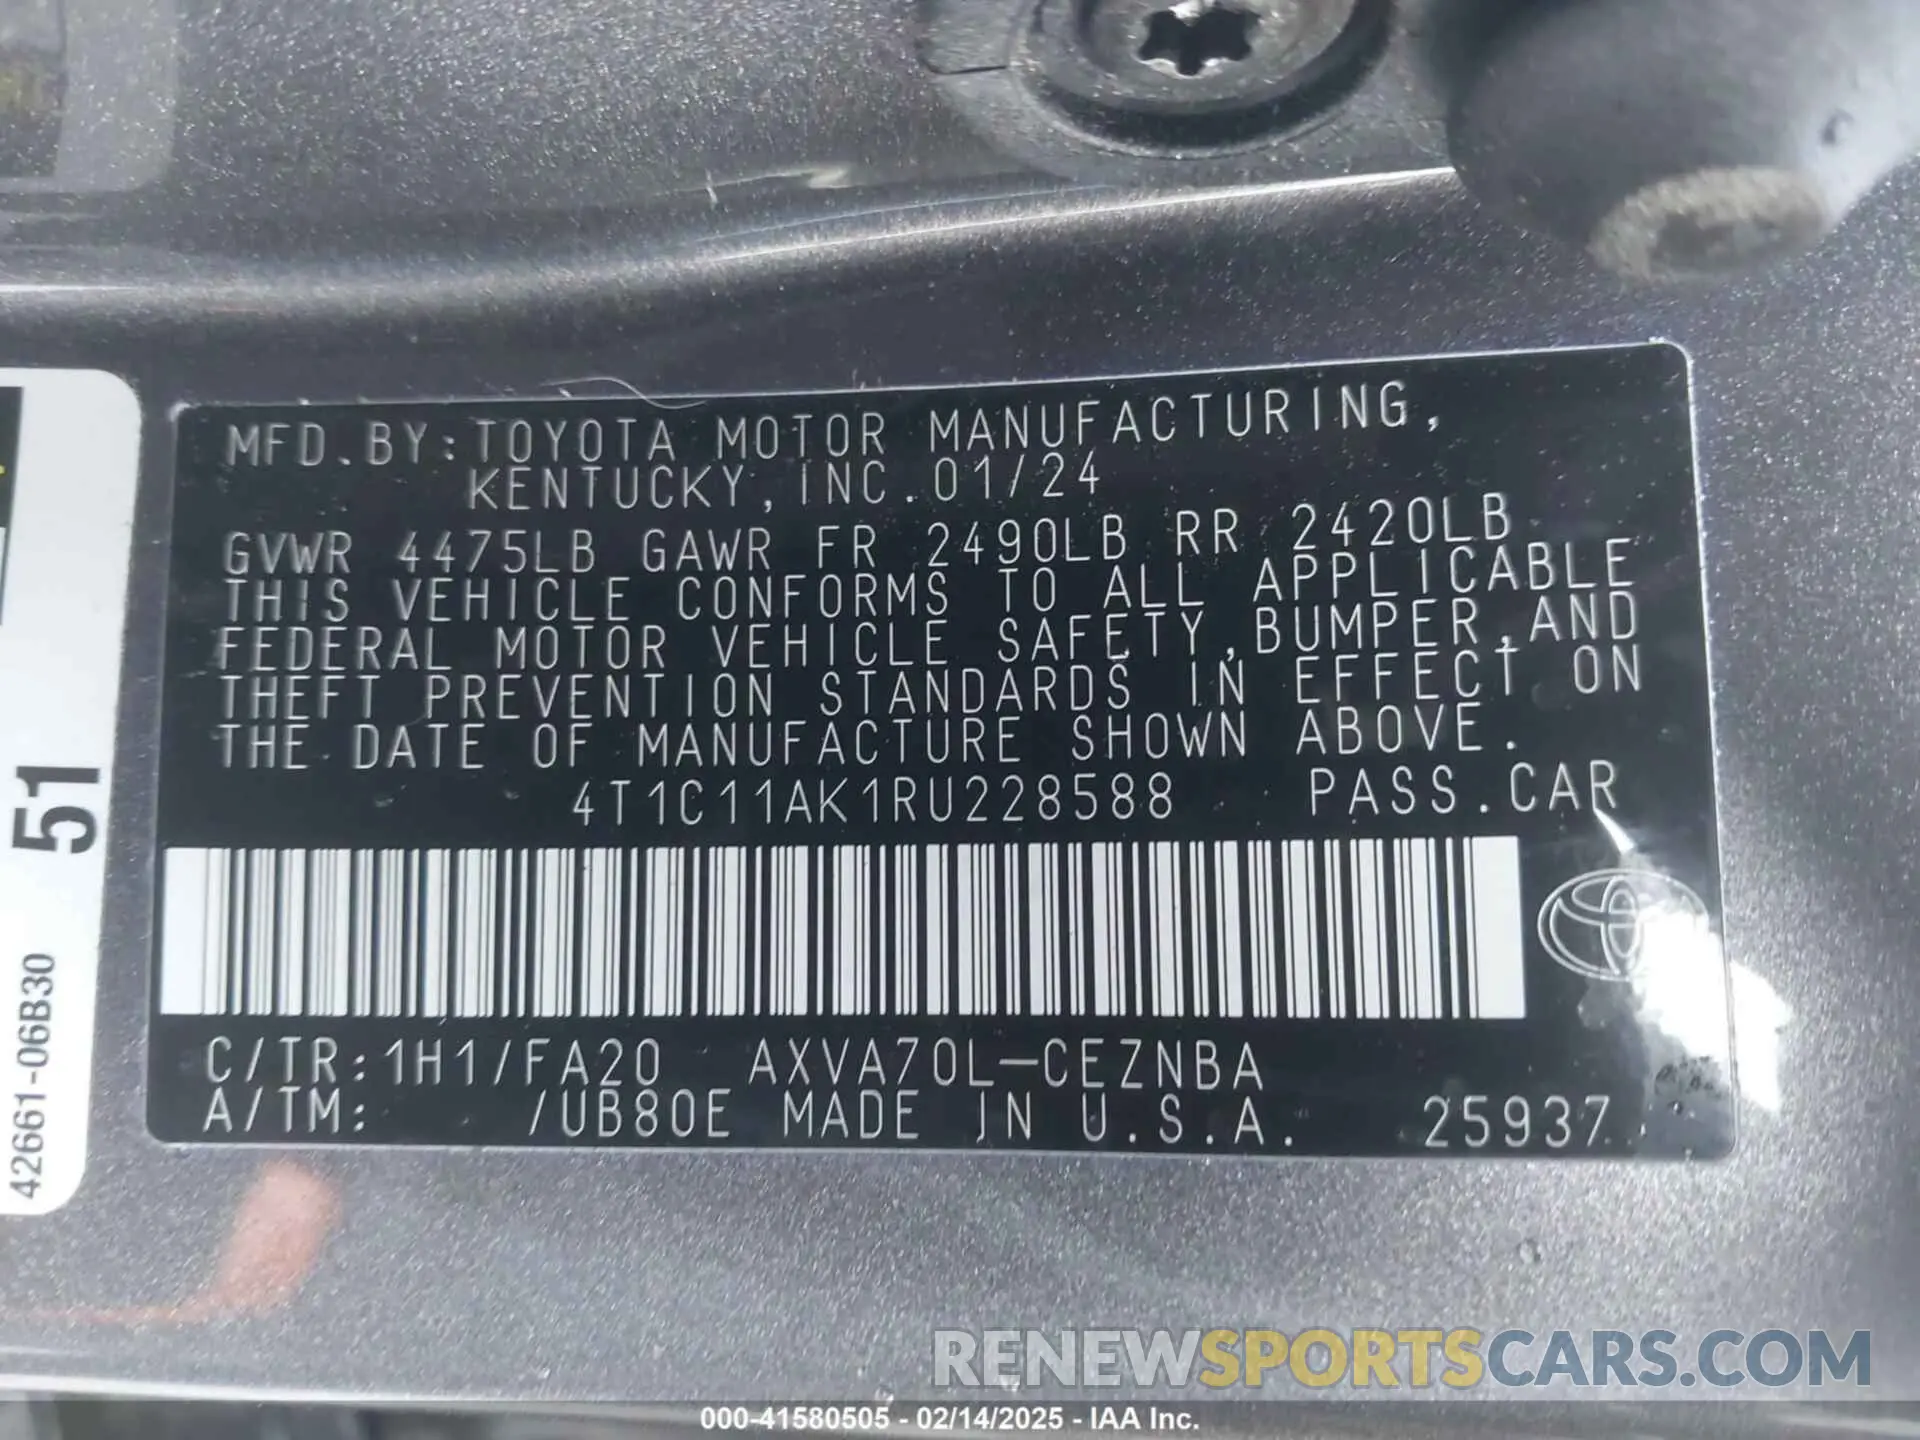 MFD.BY:TOYOTA MOTOR MANUFACTURING,
KENTUCKY,INC.01/24
GVWR 4475LB GAWR FR 2490LB RR 2420LB
THIS VEHICLE CONFORMS TO ALL APPLICABLE
FEDERAL MOTOR VEHICLE SAFETY,BUMPER,AND
THEFT PREVENTION STANDARDS IN EFFECT ON
THE DATE OF MANUFACTURE SHOWN ABOVE.
4T1C11AK1RU228588 PASS.CAR
C/TR:1H1/FA20 AXVA70L-CEZNBA
A/TM: /UB80E MADE IN U.S.A. 25937
51
42661-06B30
RENEWSPORTSCARS.COM
000-41580505 - 02/14/2025 - IAA Inc.